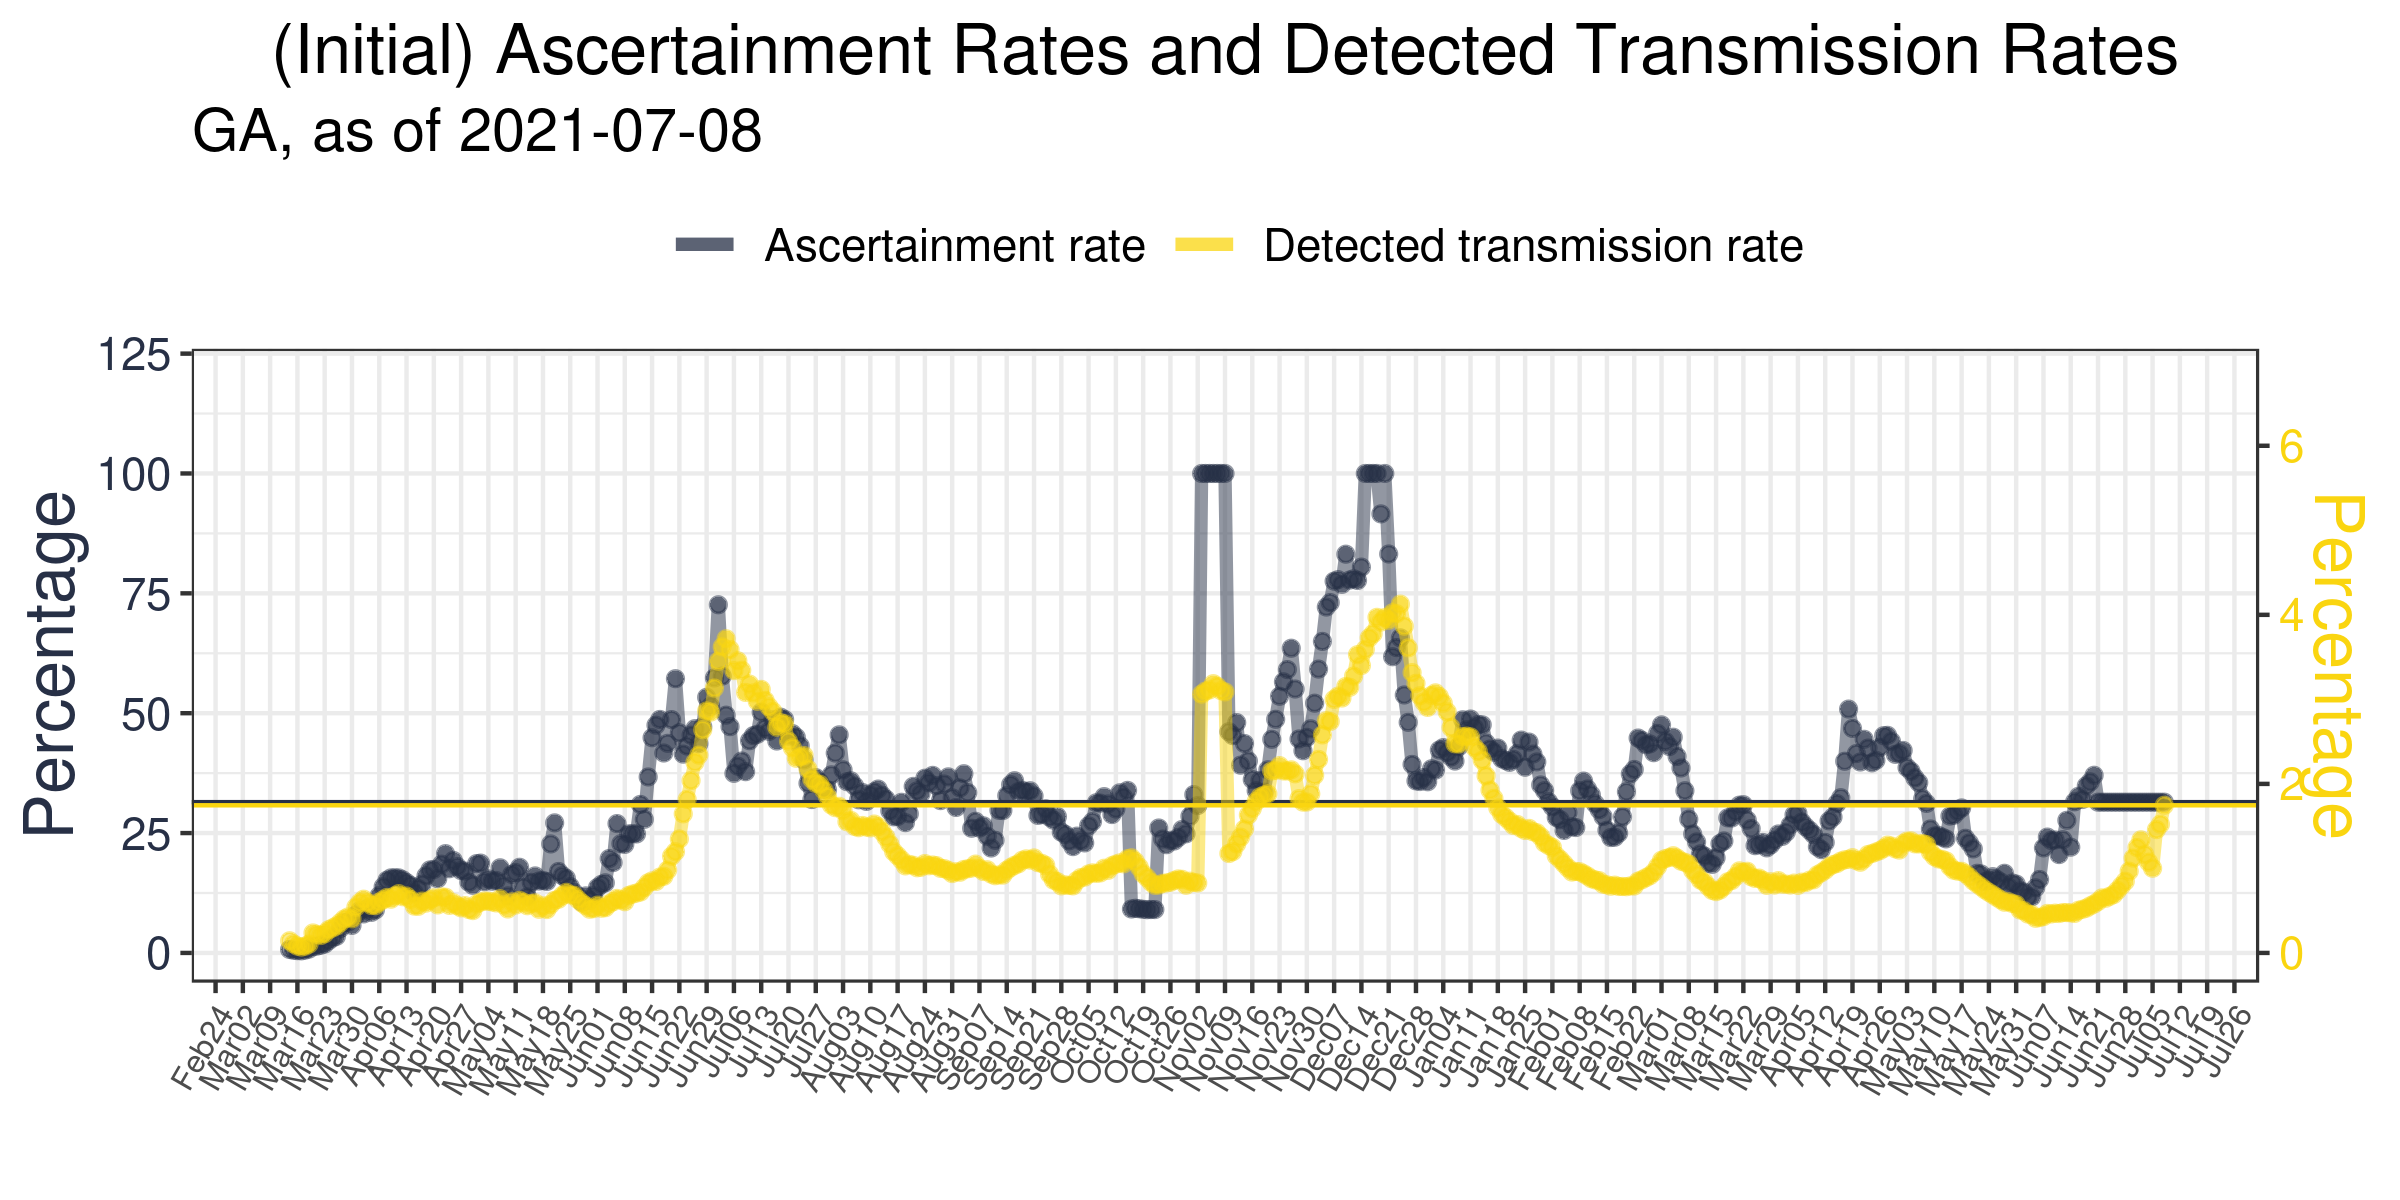 (Initial) Ascertainment Rates and Detected Transmission Rates
GA, as of 2021-07-08
Ascertainment rate
Detected transmission rate
Percentage
125
100
75
50
25
0
6
4
2
0
Percentage
Feb24
Mar02
Mar09
Mar16
Mar23
Mar30
Apr06
Apr13
Apr20
Apr27
May04
May11
May18
May25
Jun01
Jun08
Jun15
Jun22
Jun29
Jul06
Jul13
Jul20
Jul27
Aug03
Aug10
Aug17
Aug24
Aug31
Sep07
Sep14
Sep21
Sep28
Oct05
Oct12
Oct19
Oct26
Nov02
Nov09
Nov16
Nov23
Nov30
Dec07
Dec14
Dec21
Dec28
Jan04
Jan11
Jan18
Jan25
Feb01
Feb08
Feb15
Feb22
Mar01
Mar08
Mar15
Mar22
Mar29
Apr05
Apr12
Apr19
Apr26
May03
May10
May17
May24
May31
Jun07
Jun14
Jun21
Jun28
Jul05
Jul12
Jul19
Jul26